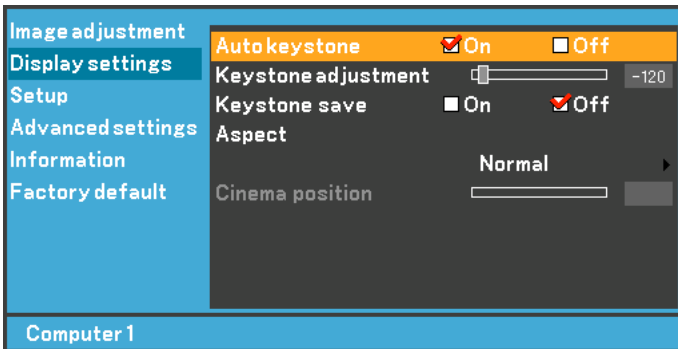 Image adjustment
Display settings
Setup
Advanced settings
Information
Factory default
Auto keystone On Off
Keystone adjustment -120
Keystone save On Off
Aspect
Normal
Cinema position
Computer 1